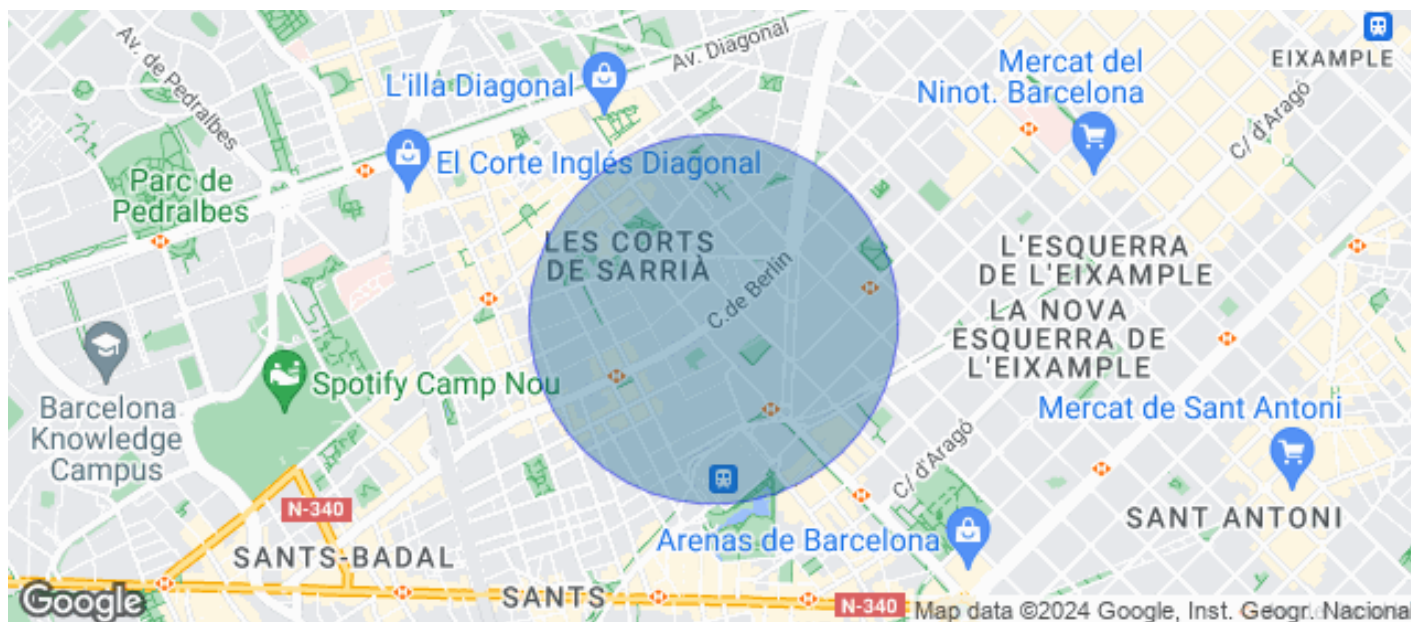 Av. de Pedralbes
L'illa Diagonal
Av. Diagonal
Mercat del
Ninot. Barcelona
EIXAMPLE
C/ d'Aragó
El Corte Inglés Diagonal
Parc de
Pedralbes
LES CORTS
DE SARRIÀ
L'ESQUERRA
DE L'EIXAMPLE
C. de Berlin
LA NOVA
ESQUERRA DE
L'EIXAMPLE
Spotify Camp Nou
Barcelona
Knowledge
Campus
Mercat de Sant Antoni
C/ d'Aragó
N-340
SANT ANTONI
Arenas de Barcelona
SANTS-BADAL
SANTS
N-340
Google
Map data ©2024 Google, Inst. Geogr. Nacional